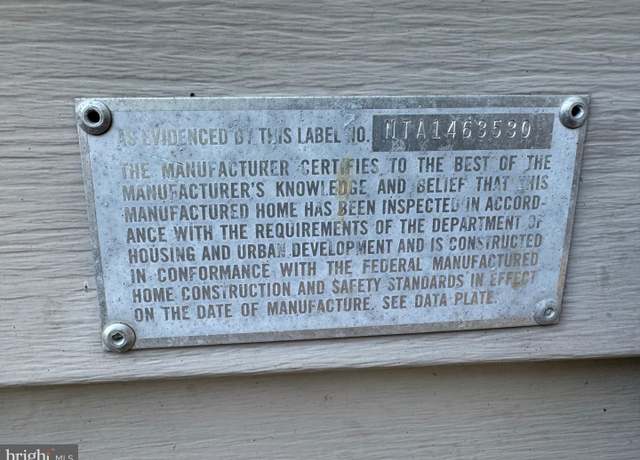 AS EVIDENCED BY THIS LABEL NO. NTA1463530
THE MANUFACTURER CERTIFIES TO THE BEST OF THE
MANUFACTURER'S KNOWLEDGE AND BELIEF THAT THIS
MANUFACTURED HOME HAS BEEN INSPECTED IN ACCORD-
ANCE WITH THE REQUIREMENTS OF THE DEPARTMENT OF
HOUSING AND URBAN DEVELOPMENT AND IS CONSTRUCTED
IN CONFORMANCE WITH THE FEDERAL MANUFACTURED
HOME CONSTRUCTION AND SAFETY STANDARDS IN EFFECT
ON THE DATE OF MANUFACTURE. SEE DATA PLATE.
bright MLS